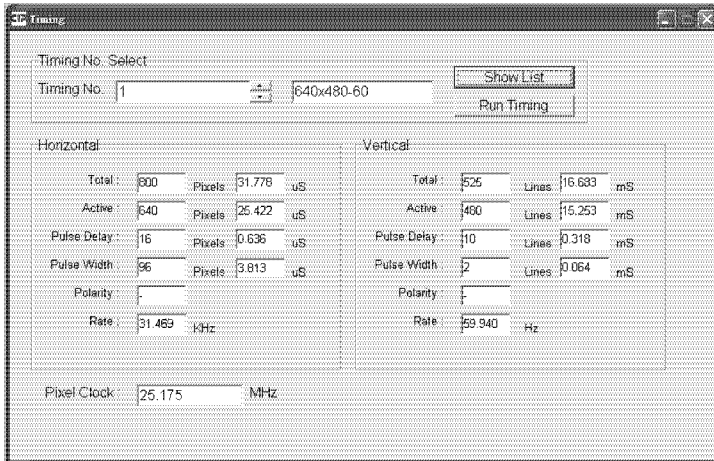 Timing
Timing No. Select
Timing No. 1 640x480-60 Show List
Run Timing
Horizontal
Total : 800 Pixels 31.778 uS
Active : 640 Pixels 25.422 uS
Pulse Delay : 16 Pixels 0.636 uS
Pulse Width : 96 Pixels 3.813 uS
Polarity : -
Rate : 31.469 KHz
Vertical
Total : 525 Lines 16.683 mS
Active : 480 Lines 15.253 mS
Pulse Delay : 10 Lines 0.318 mS
Pulse Width : 2 Lines 0.064 mS
Polarity : -
Rate : 59.940 Hz
Pixel Clock : 25.175 MHz